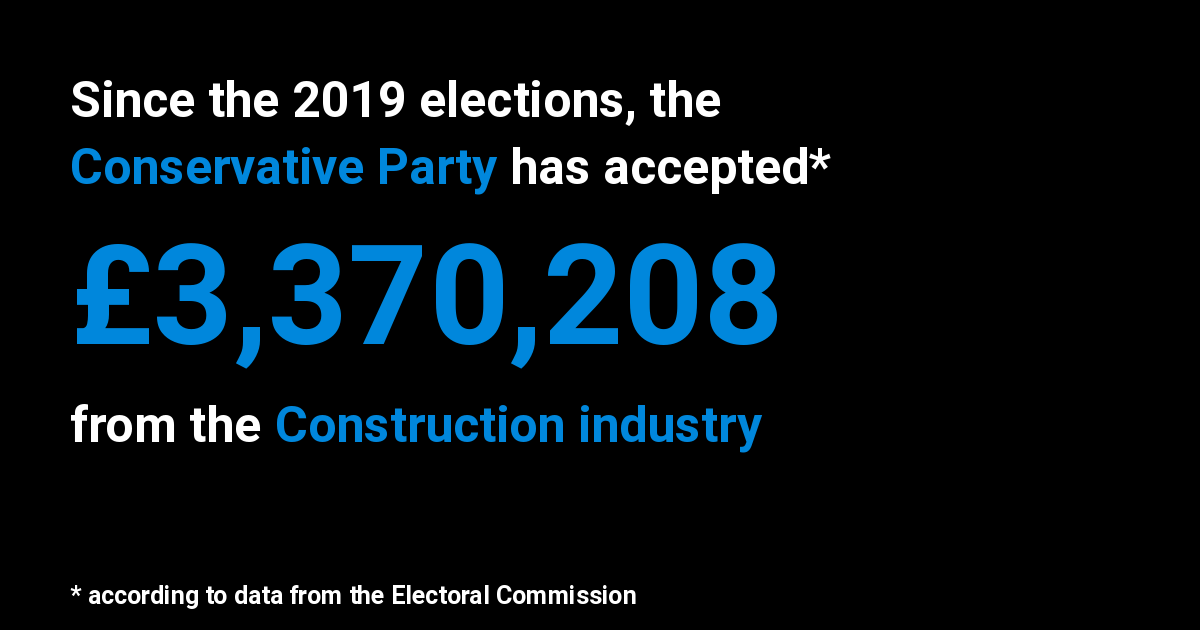 Since the 2019 elections, the
Conservative Party has accepted*
£3,370,208
from the Construction industry
* according to data from the Electoral Commission